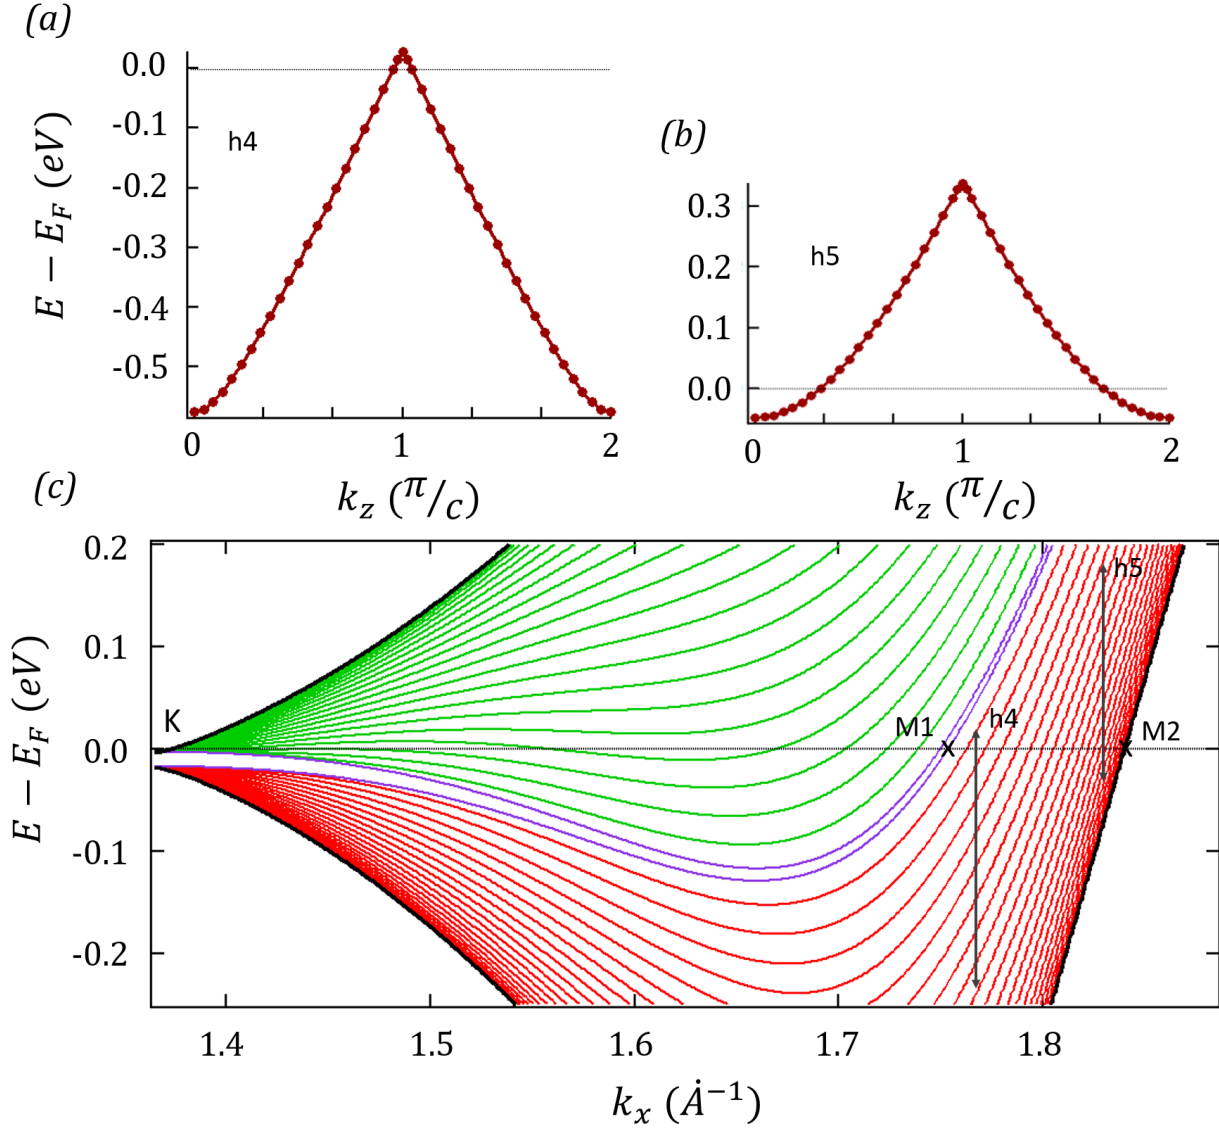 (a)
0.0
-0.1
-0.2
-0.3
-0.4
-0.5
E − E_F (eV)
h4
0
1
2
k_z (π/c)
(b)
0.3
0.2
0.1
0.0
h5
0
1
2
k_z (π/c)
(c)
0.2
0.1
0.0
-0.1
-0.2
E − E_F (eV)
K
M1
h4
h5
M2
x
x
1.4
1.5
1.6
1.7
1.8
k_x (Ȧ⁻¹)